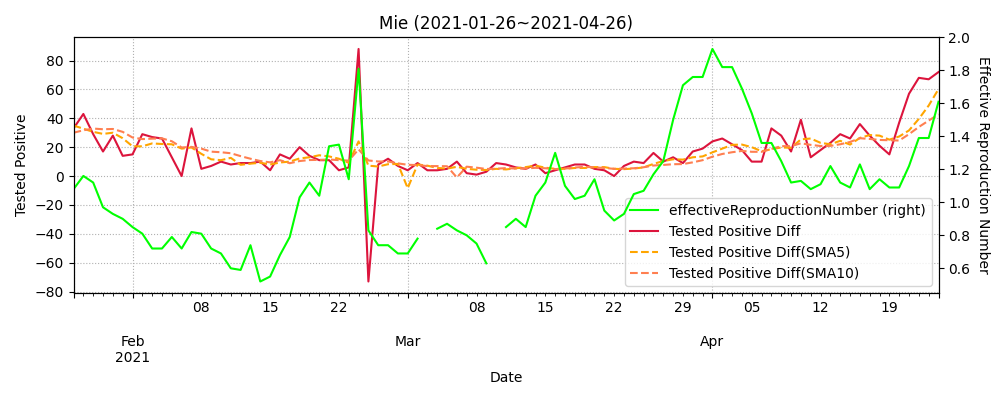 Mie (2021-01-26~2021-04-26)
Tested Positive
80
60
40
20
0
−20
−40
−60
−80
2.0
1.8
1.6
1.4
1.2
1.0
0.8
0.6
Effective Reproduction Number
effectiveReproductionNumber (right)
Tested Positive Diff
Tested Positive Diff(SMA5)
Tested Positive Diff(SMA10)
08 15 22 08 15 22 29 05 12 19
Feb Mar Apr
2021
Date